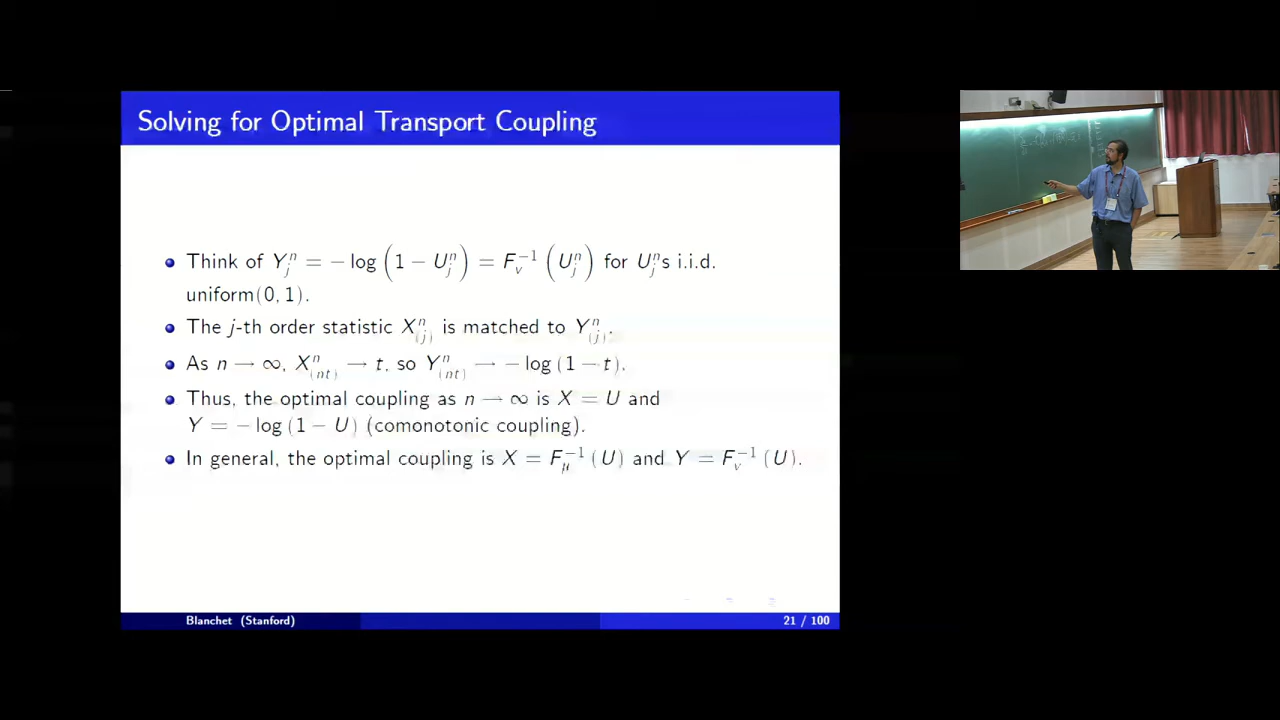 Solving for Optimal Transport Coupling
Think of Y_j^n = − log (1 − U_j^n) = F_ν^{−1} (U_j^n) for U_j^n's i.i.d.
uniform(0, 1).
The j-th order statistic X_{(j)}^n is matched to Y_{(j)}^n.
As n → ∞, X_{(nt)}^n → t, so Y_{(nt)}^n → − log (1 − t).
Thus, the optimal coupling as n → ∞ is X = U and
Y = − log (1 − U) (comonotonic coupling).
In general, the optimal coupling is X = F_μ^{−1} (U) and Y = F_ν^{−1} (U).
Blanchet (Stanford)
21 / 100